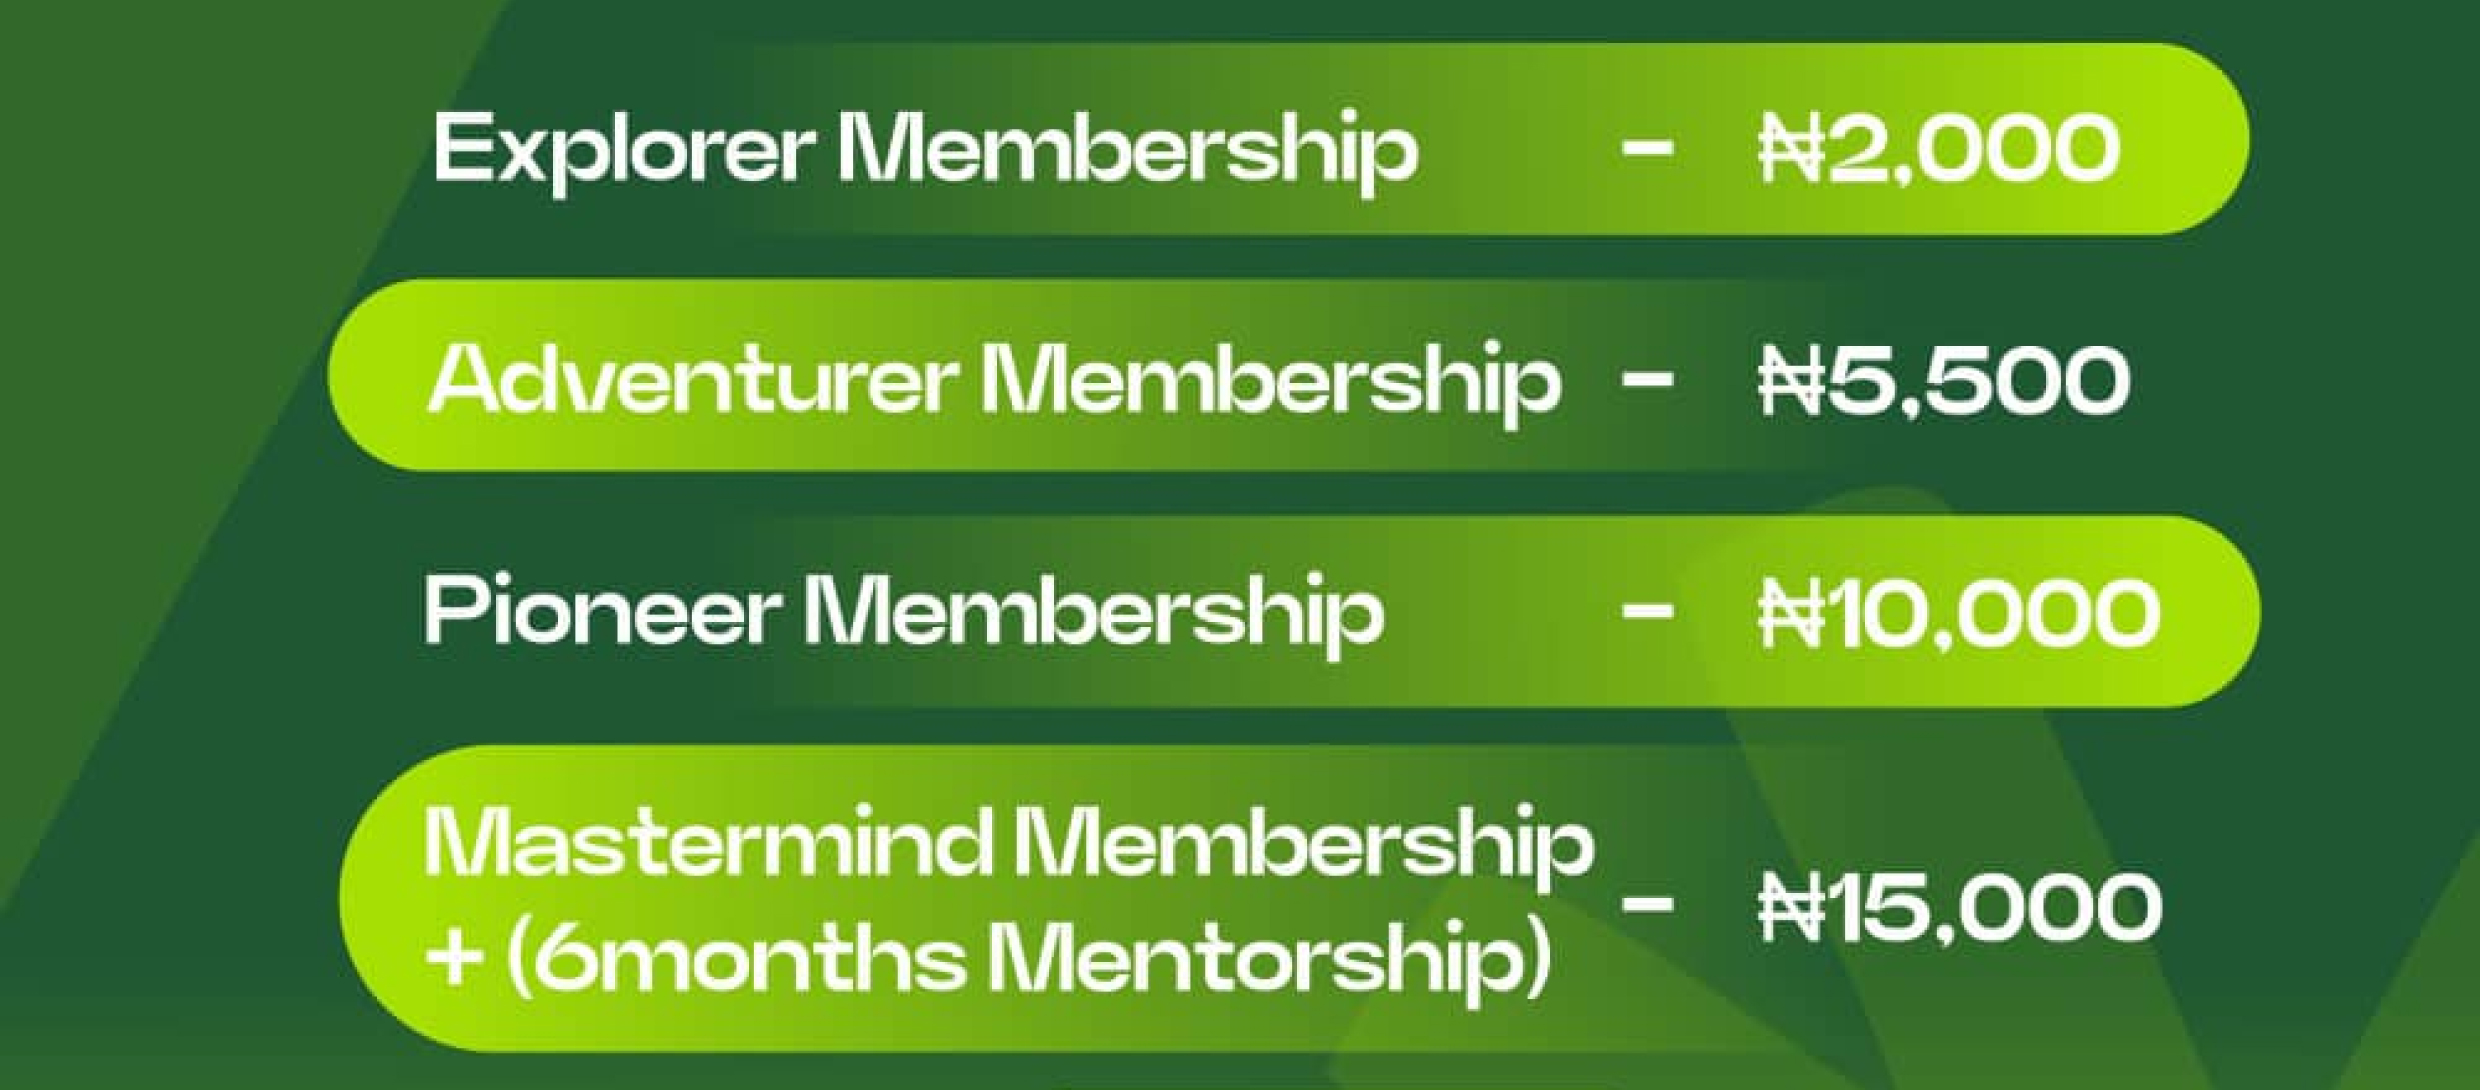 Explorer Membership - ₦2,000
Adventurer Membership - ₦5,500
Pioneer Membership - ₦10,000
Mastermind Membership
+ (6months Mentorship) - ₦15,000